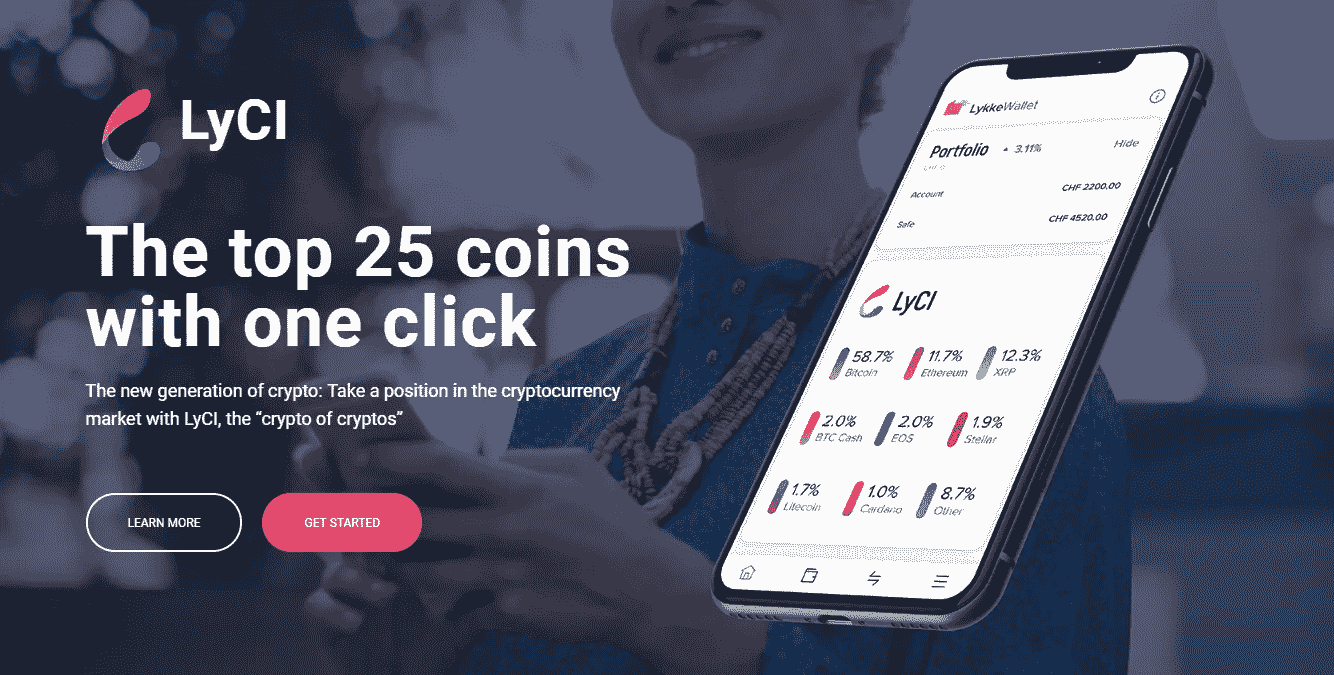 LyCI
The top 25 coins
with one click
The new generation of crypto: Take a position in the cryptocurrency
market with LyCI, the “crypto of cryptos”
LEARN MORE
GET STARTED
LykkeWallet
Portfolio ▲ 3.11% Hide
Account CHF 2200.00
Safe CHF 4520.00
LyCI
58.7% 11.7% 12.3%
Bitcoin Ethereum XRP
2.0% 2.0% 1.9%
BTC Cash EOS Stellar
1.7% 1.0% 8.7%
Litecoin Cardano Other